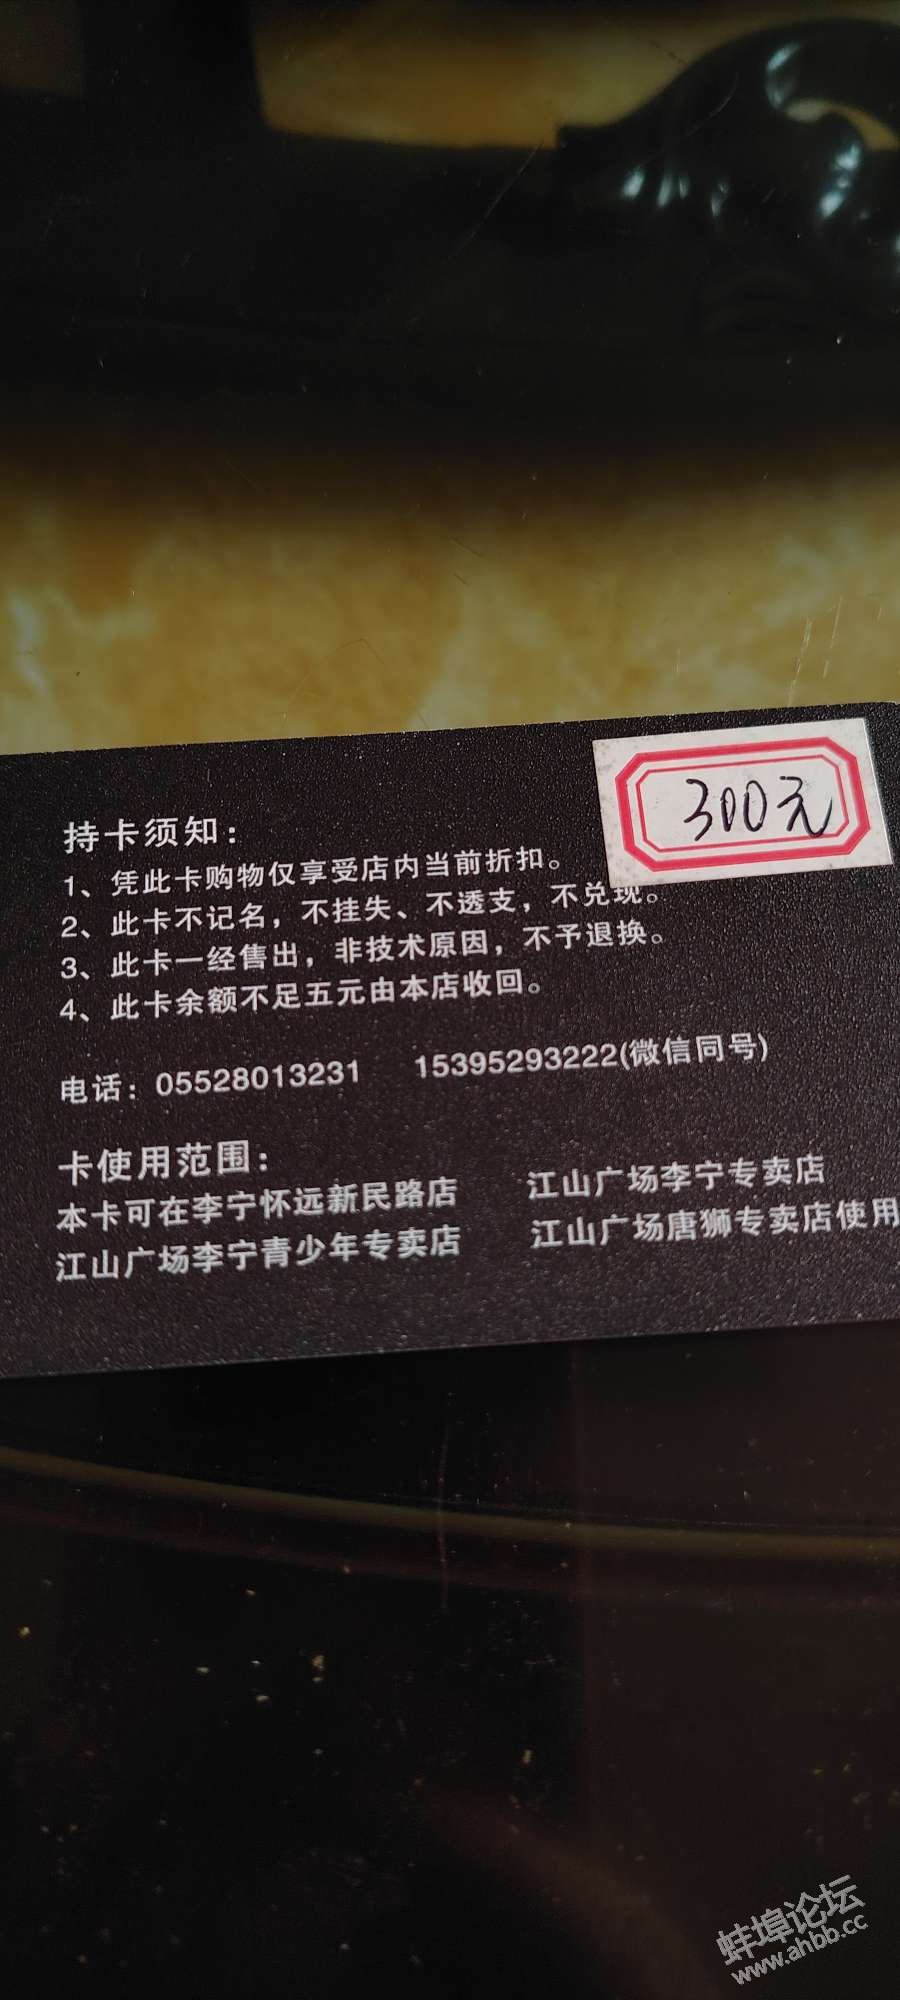 300元
持卡须知：
1、凭此卡购物仅享受店内当前折扣。
2、此卡不记名，不挂失、不透支，不兑现。
3、此卡一经售出，非技术原因，不予退换。
4、此卡余额不足五元由本店收回。
电话：05528013231 15395293222(微信同号)
卡使用范围：
本卡可在李宁怀远新民路店 江山广场李宁专卖店
江山广场李宁青少年专卖店 江山广场唐狮专卖店使用
蚌埠论坛
www.ahbb.cc